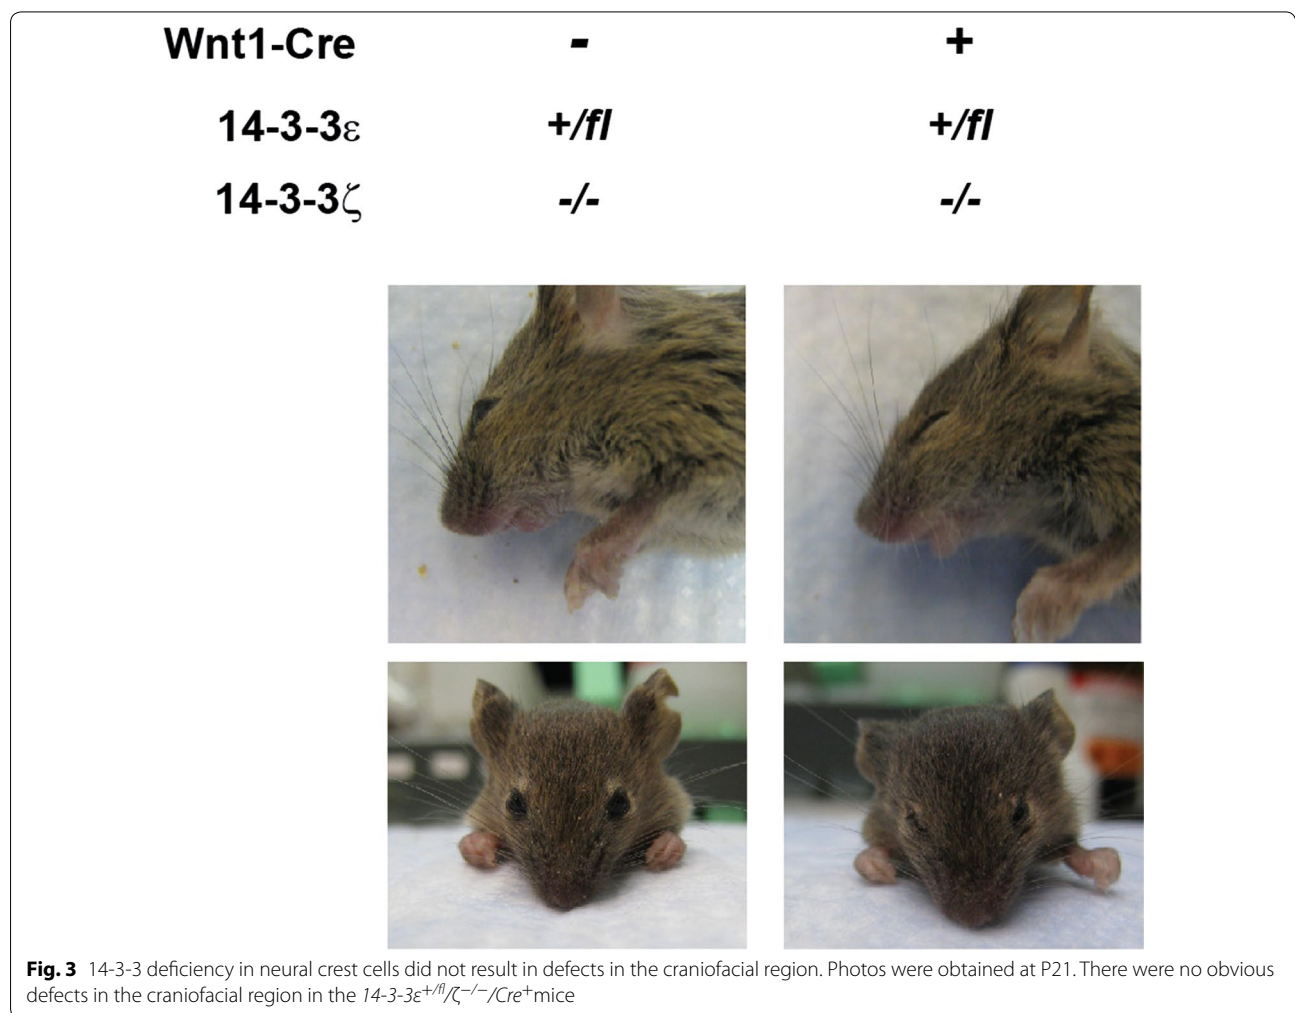 Wnt1-Cre - +
14-3-3ε +/fl +/fl
14-3-3ζ -/- -/-
Fig. 3 14-3-3 deficiency in neural crest cells did not result in defects in the craniofacial region. Photos were obtained at P21. There were no obvious
defects in the craniofacial region in the 14-3-3ε+/fl/ζ−/−/Cre+mice